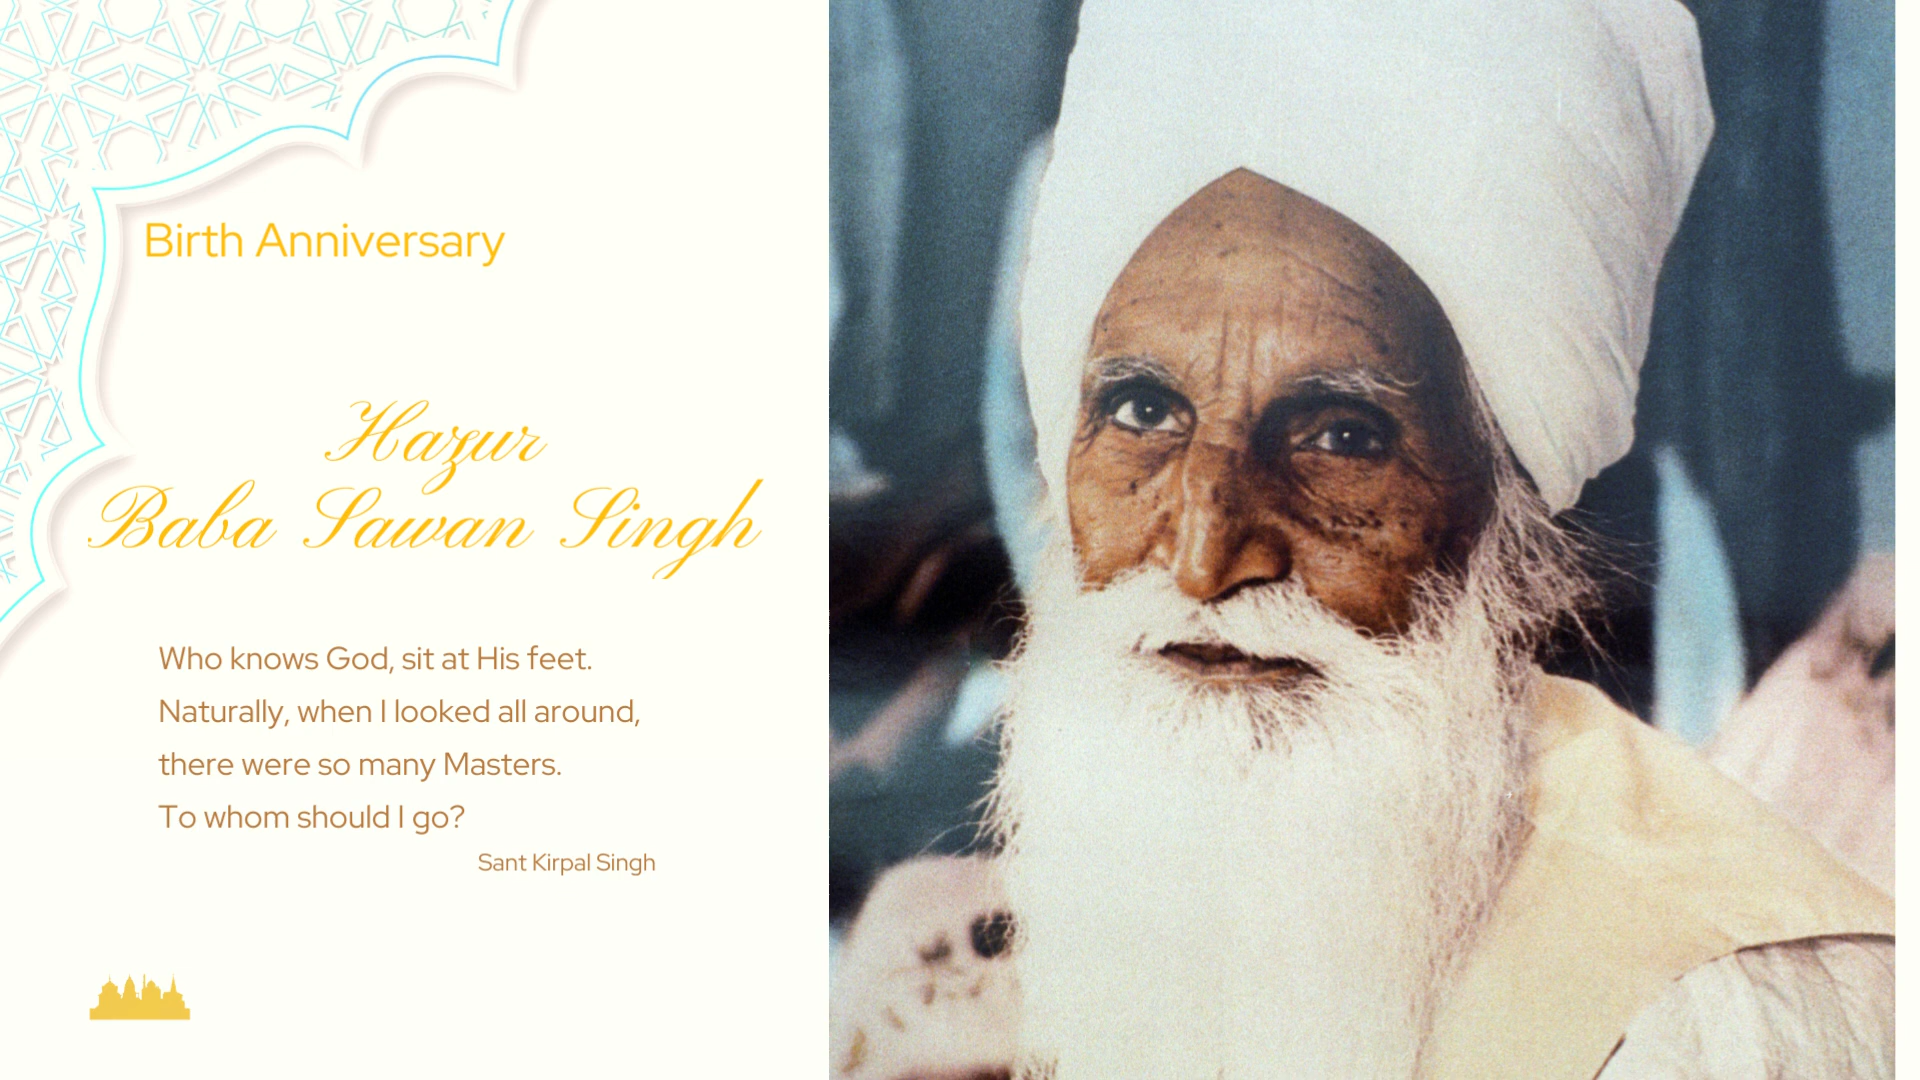 Birth Anniversary
Hazur
Baba Sawan Singh
Who knows God, sit at His feet.
Naturally, when I looked all around,
there were so many Masters.
To whom should I go?
Sant Kirpal Singh